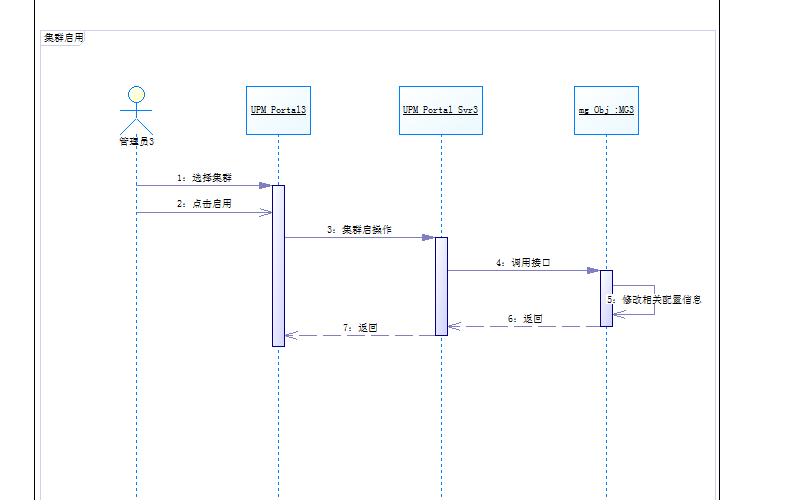 集群启用
UPM Portal3
UPM Portal Svr3
mg Obj :MG3
管理员3
1: 选择集群
2: 点击启用
3: 集群启操作
4: 调用接口
5: 修改相关配置信息
6: 返回
7: 返回